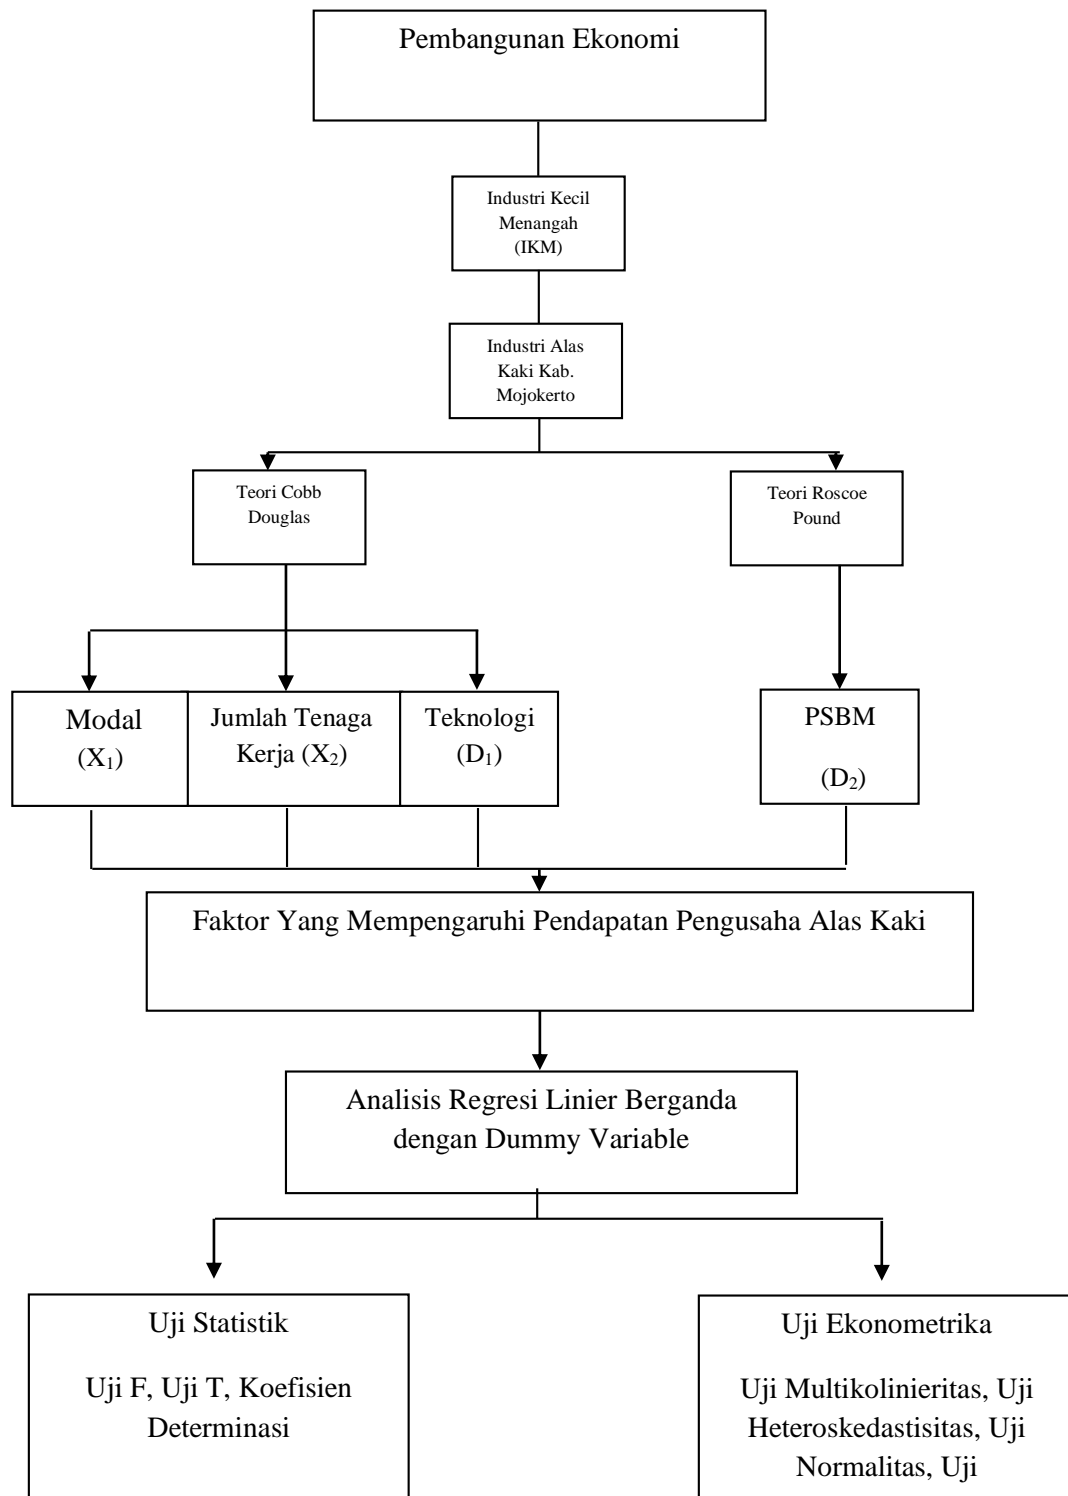 Pembangunan Ekonomi
Industri Kecil
Menangah
(IKM)
Industri Alas
Kaki Kab.
Mojokerto
Teori Cobb
Douglas
Teori Roscoe
Pound
Modal
(X₁)
Jumlah Tenaga
Kerja (X₂)
Teknologi
(D₁)
PSBM
(D₂)
Faktor Yang Mempengaruhi Pendapatan Pengusaha Alas Kaki
Analisis Regresi Linier Berganda
dengan Dummy Variable
Uji Statistik
Uji F, Uji T, Koefisien
Determinasi
Uji Ekonometrika
Uji Multikolinieritas, Uji
Heteroskedastisitas, Uji
Normalitas, Uji